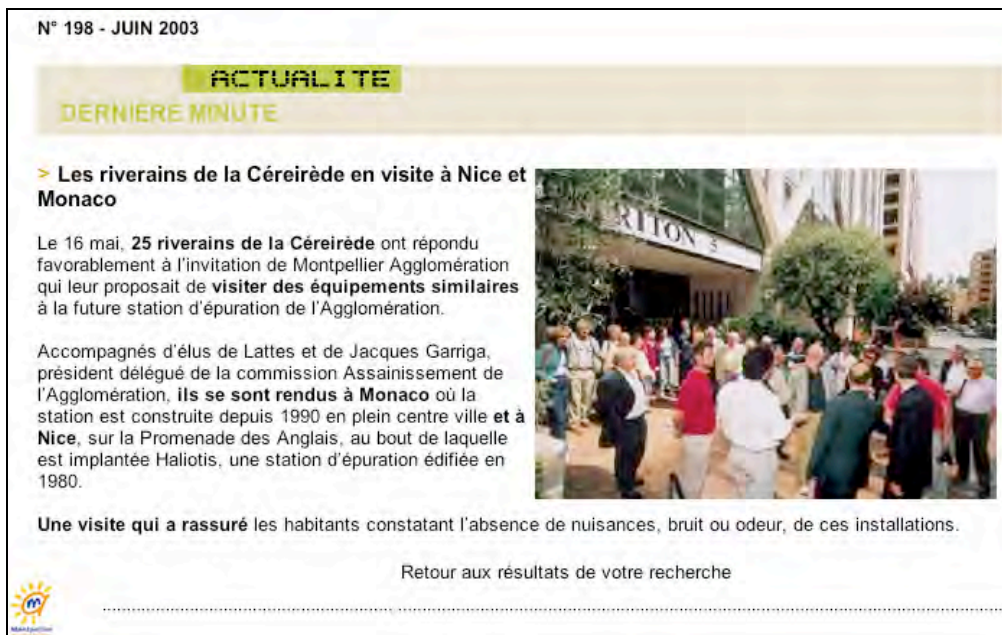 N° 198 - JUIN 2003
ACTUALITE
DERNIERE MINUTE
> Les riverains de la Céreirède en visite à Nice et
Monaco
Le 16 mai, 25 riverains de la Céreirède ont répondu
favorablement à l'invitation de Montpellier Agglomération
qui leur proposait de visiter des équipements similaires
à la future station d'épuration de l'Agglomération.
Accompagnés d'élus de Lattes et de Jacques Garriga,
président délégué de la commission Assainissement de
l'Agglomération, ils se sont rendus à Monaco où la
station est construite depuis 1990 en plein centre ville et à
Nice, sur la Promenade des Anglais, au bout de laquelle
est implantée Haliotis, une station d'épuration édifiée en
1980.
RITON 5
Une visite qui a rassuré les habitants constatant l'absence de nuisances, bruit ou odeur, de ces installations.
Retour aux résultats de votre recherche
m
Montpellier